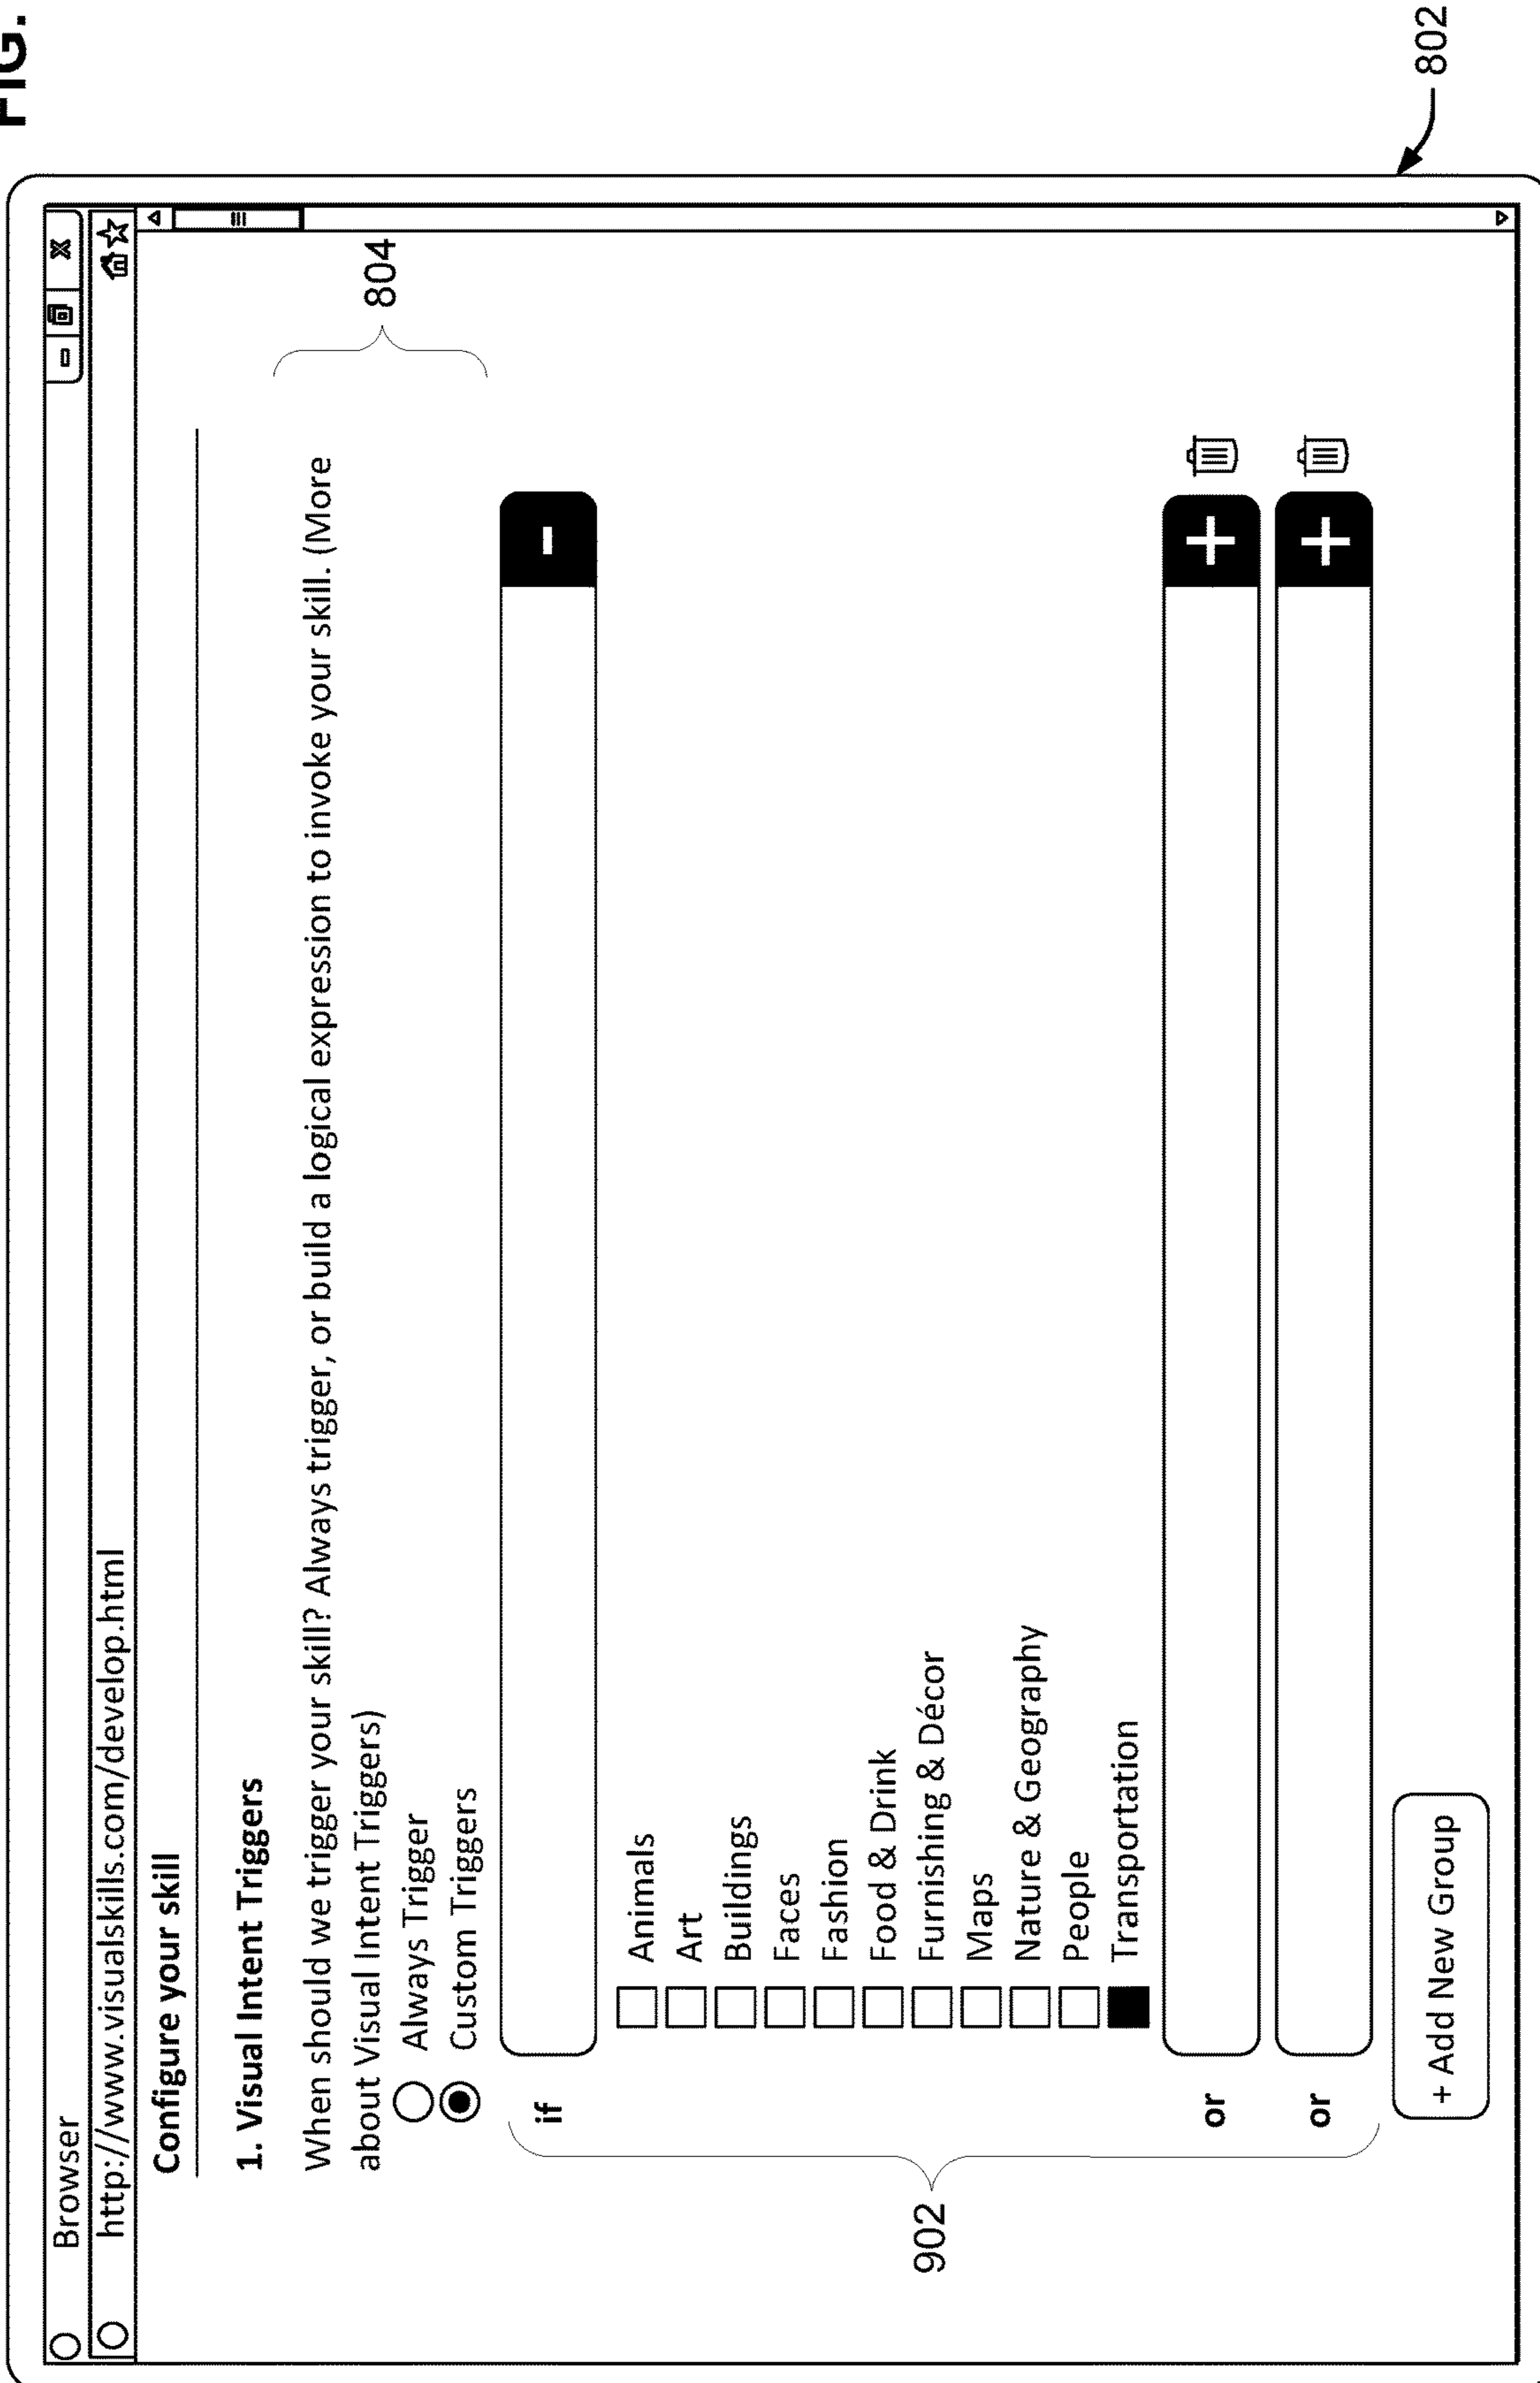 FIG.
802
Browser
X
http://www.visualskills.com/develop.html
Configure your skill
1. Visual Intent Triggers
804
When should we trigger your skill? Always trigger, or build a logical expression to invoke your skill. (More
about Visual Intent Triggers)
Always Trigger
Custom Triggers
if
-
Animals
Art
Buildings
Faces
Fashion
Food & Drink
Furnishing & Décor
Maps
Nature & Geography
People
Transportation
902
or
+
or
+
+ Add New Group